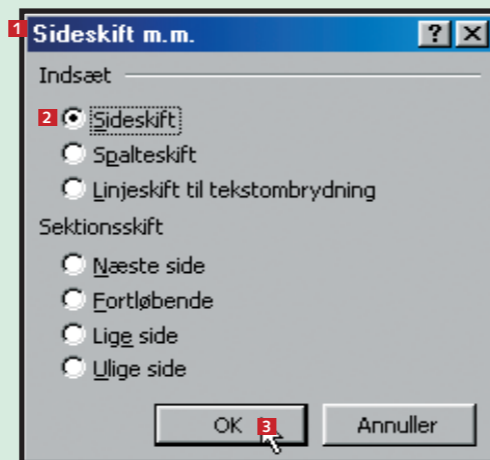 1 Sideskift m.m. ? X
Indsæt
2 Sideskift
Spalteskift
Linjeskift til tekstombrydning
Sektionsskift
Næste side
Fortløbende
Lige side
Ulige side
OK 3 Annuller